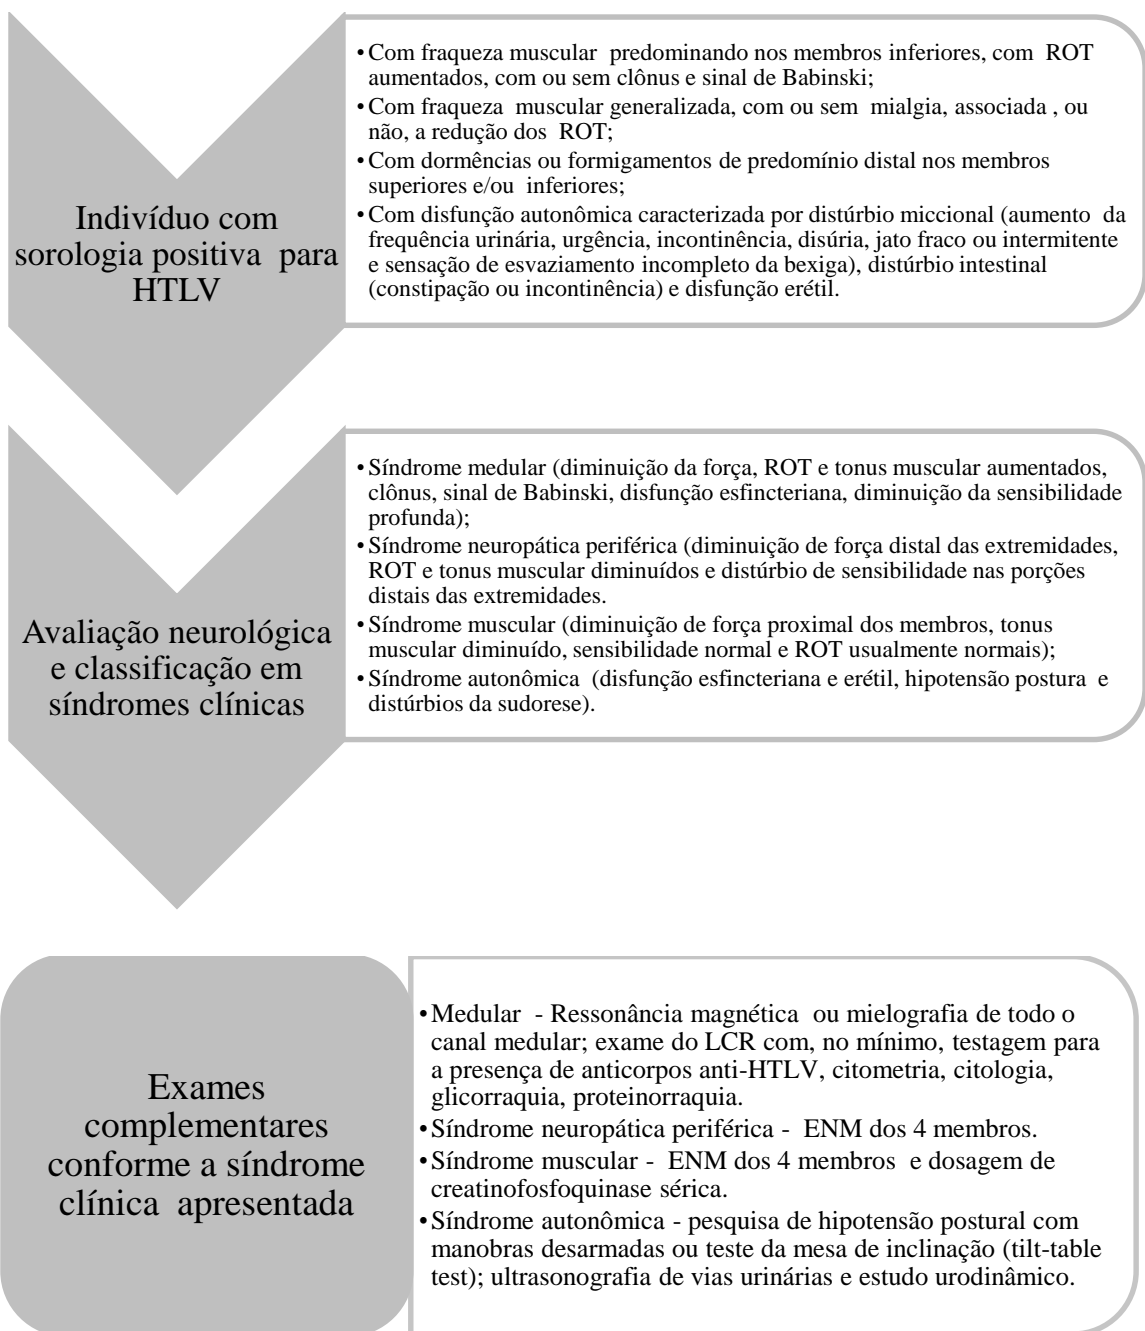 Indivíduo com
sorologia positiva para
HTLV
•Com fraqueza muscular predominando nos membros inferiores, com ROT
aumentados, com ou sem clônus e sinal de Babinski;
•Com fraqueza muscular generalizada, com ou sem mialgia, associada , ou
não, a redução dos ROT;
•Com dormências ou formigamentos de predomínio distal nos membros
superiores e/ou inferiores;
•Com disfunção autonômica caracterizada por distúrbio miccional (aumento da
frequência urinária, urgência, incontinência, disúria, jato fraco ou intermitente
e sensação de esvaziamento incompleto da bexiga), distúrbio intestinal
(constipação ou incontinência) e disfunção erétil.
Avaliação neurológica
e classificação em
síndromes clínicas
•Síndrome medular (diminuição da força, ROT e tonus muscular aumentados,
clônus, sinal de Babinski, disfunção esfincteriana, diminuição da sensibilidade
profunda);
•Síndrome neuropática periférica (diminuição de força distal das extremidades,
ROT e tonus muscular diminuídos e distúrbio de sensibilidade nas porções
distais das extremidades.
•Síndrome muscular (diminuição de força proximal dos membros, tonus
muscular diminuído, sensibilidade normal e ROT usualmente normais);
•Síndrome autonômica (disfunção esfincteriana e erétil, hipotensão postura e
distúrbios da sudorese).
Exames
complementares
conforme a síndrome
clínica apresentada
•Medular - Ressonância magnética ou mielografia de todo o
canal medular; exame do LCR com, no mínimo, testagem para
a presença de anticorpos anti-HTLV, citometria, citologia,
glicorraquia, proteinorraquia.
•Síndrome neuropática periférica - ENM dos 4 membros.
•Síndrome muscular - ENM dos 4 membros e dosagem de
creatinofosfoquinase sérica.
•Síndrome autonômica - pesquisa de hipotensão postural com
manobras desarmadas ou teste da mesa de inclinação (tilt-table
test); ultrasonografia de vias urinárias e estudo urodinâmico.